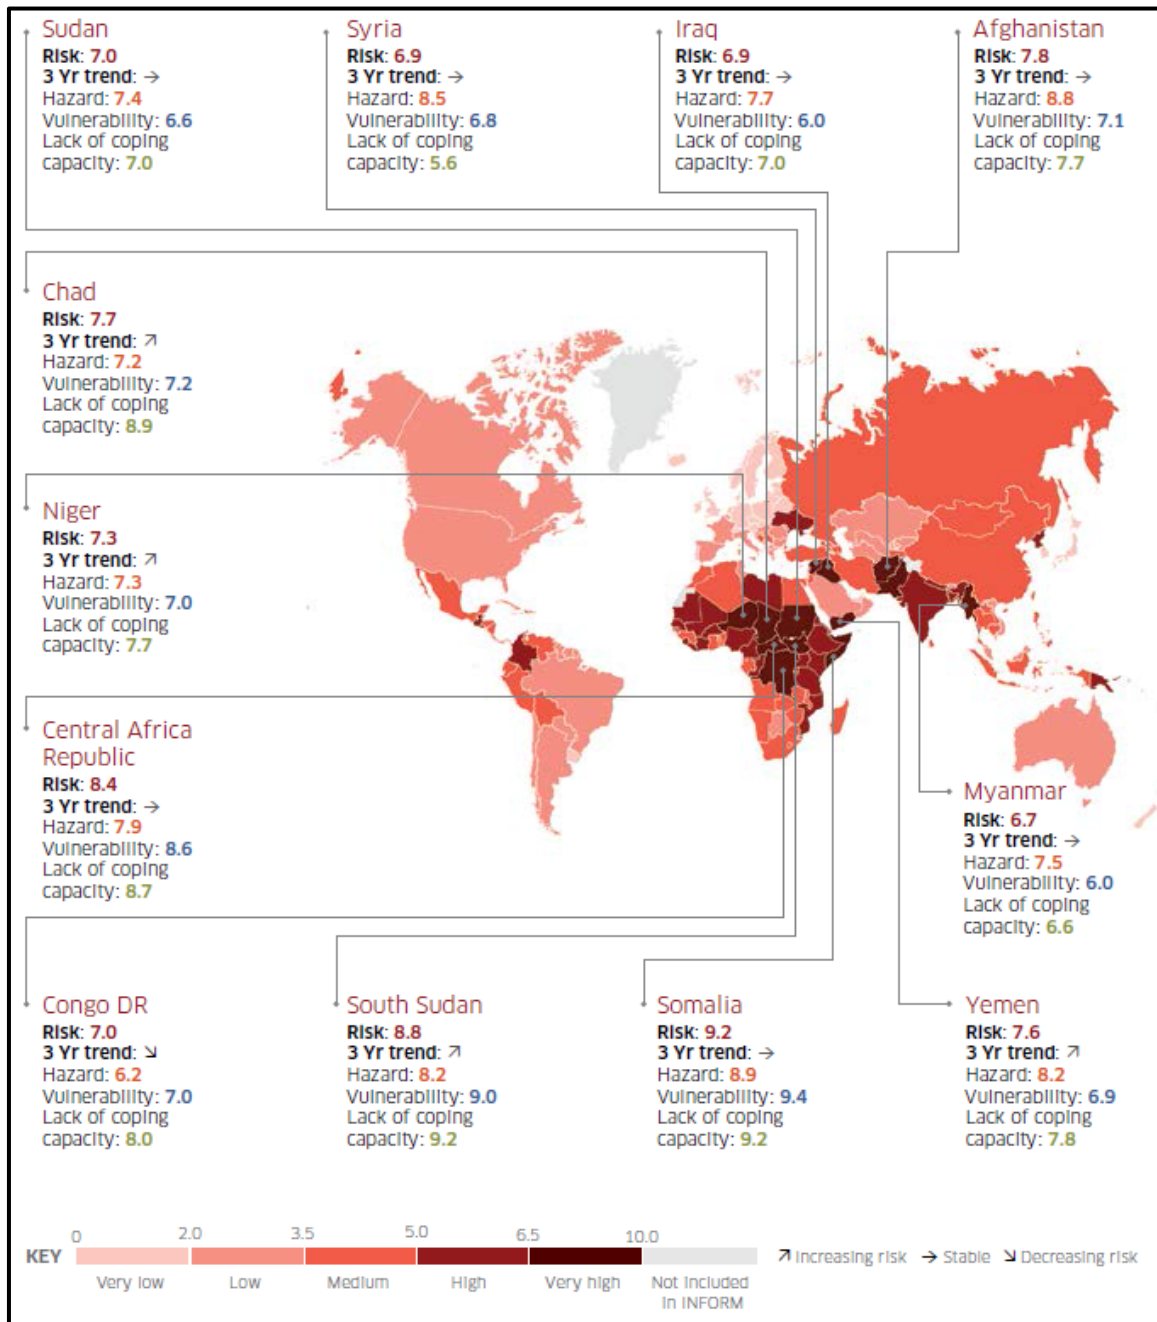 Sudan
Risk: 7.0
3 Yr trend: →
Hazard: 7.4
Vulnerability: 6.6
Lack of coping
capacity: 7.0
Syria
Risk: 6.9
3 Yr trend: →
Hazard: 8.5
Vulnerability: 6.8
Lack of coping
capacity: 5.6
Iraq
Risk: 6.9
3 Yr trend: →
Hazard: 7.7
Vulnerability: 6.0
Lack of coping
capacity: 7.0
Afghanistan
Risk: 7.8
3 Yr trend: →
Hazard: 8.8
Vulnerability: 7.1
Lack of coping
capacity: 7.7
Chad
Risk: 7.7
3 Yr trend: ↗
Hazard: 7.2
Vulnerability: 7.2
Lack of coping
capacity: 8.9
Niger
Risk: 7.3
3 Yr trend: ↗
Hazard: 7.3
Vulnerability: 7.0
Lack of coping
capacity: 7.7
Central Africa
Republic
Risk: 8.4
3 Yr trend: →
Hazard: 7.9
Vulnerability: 8.6
Lack of coping
capacity: 8.7
Myanmar
Risk: 6.7
3 Yr trend: →
Hazard: 7.5
Vulnerability: 6.0
Lack of coping
capacity: 6.6
Congo DR
Risk: 7.0
3 Yr trend: ↘
Hazard: 6.2
Vulnerability: 7.0
Lack of coping
capacity: 8.0
South Sudan
Risk: 8.8
3 Yr trend: ↗
Hazard: 8.2
Vulnerability: 9.0
Lack of coping
capacity: 9.2
Somalia
Risk: 9.2
3 Yr trend: →
Hazard: 8.9
Vulnerability: 9.4
Lack of coping
capacity: 9.2
Yemen
Risk: 7.6
3 Yr trend: ↗
Hazard: 8.2
Vulnerability: 6.9
Lack of coping
capacity: 7.8
0 2.0 3.5 5.0 6.5 10.0
KEY ↗ Increasing risk → Stable ↘ Decreasing risk
Very low Low Medium High Very high Not included
in INFORM